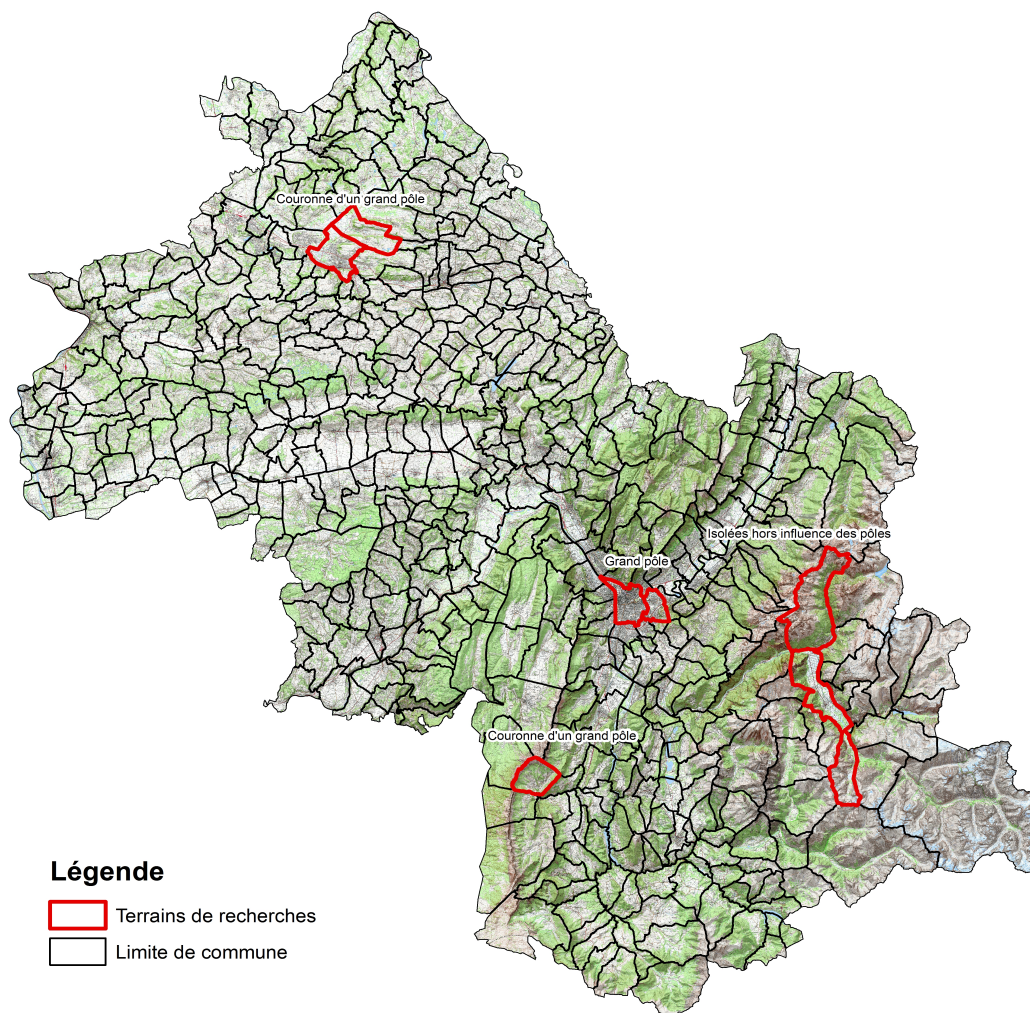 Couronne d'un grand pôle
Isolées hors influence des pôles
Grand pôle
Couronne d'un grand pôle
Légende
Terrains de recherches
Limite de commune